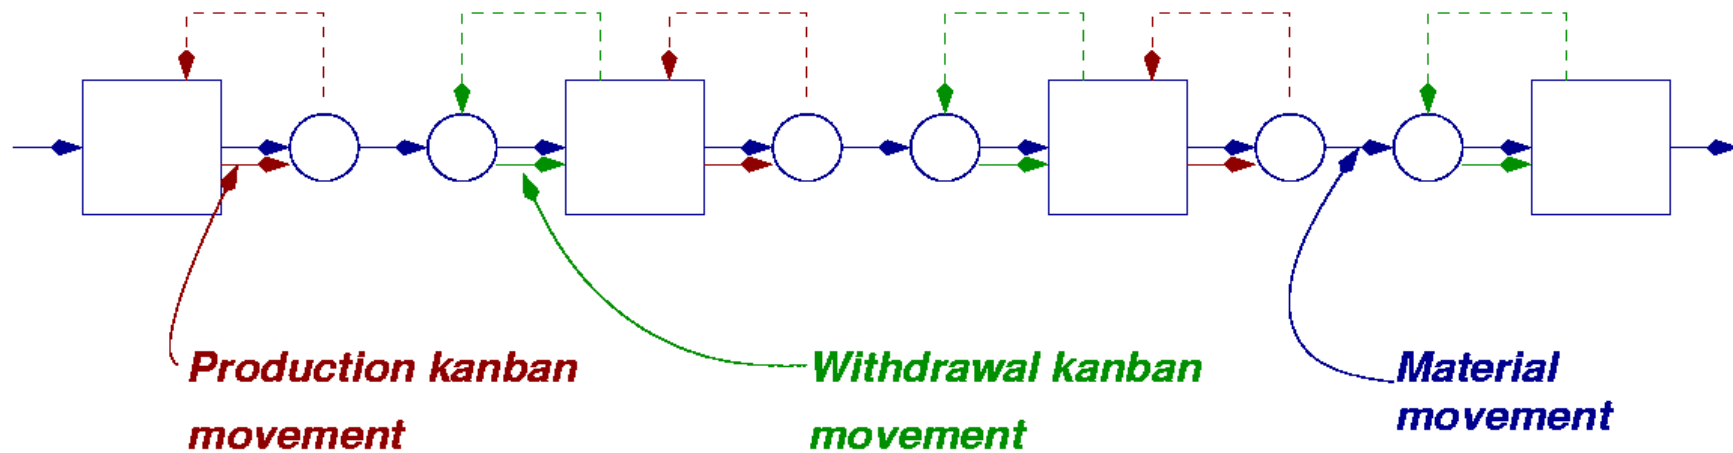 Production kanban
movement
Withdrawal kanban
movement
Material
movement